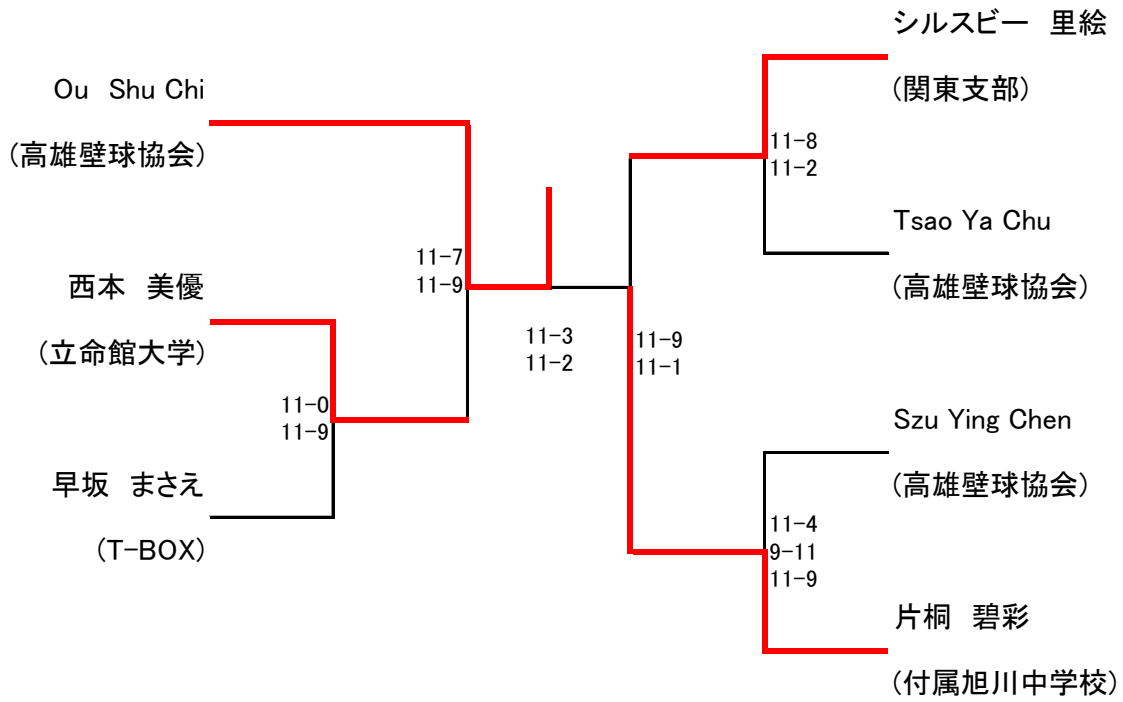 Ou Shu Chi
(高雄壁球協会)
西本 美優
(立命館大学)
早坂 まさえ
(T-BOX)
11-0
11-9
11-7
11-9
11-3
11-2
11-9
11-1
シルスビー 里絵
(関東支部)
11-8
11-2
Tsao Ya Chu
(高雄壁球協会)
Szu Ying Chen
(高雄壁球協会)
11-4
9-11
11-9
片桐 碧彩
(付属旭川中学校)